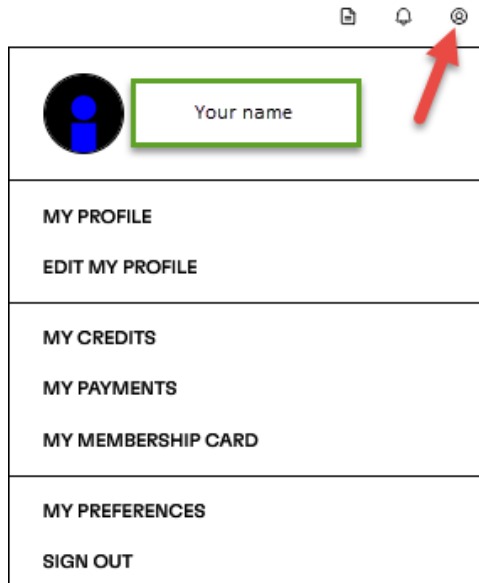 Your name
MY PROFILE
EDIT MY PROFILE
MY CREDITS
MY PAYMENTS
MY MEMBERSHIP CARD
MY PREFERENCES
SIGN OUT